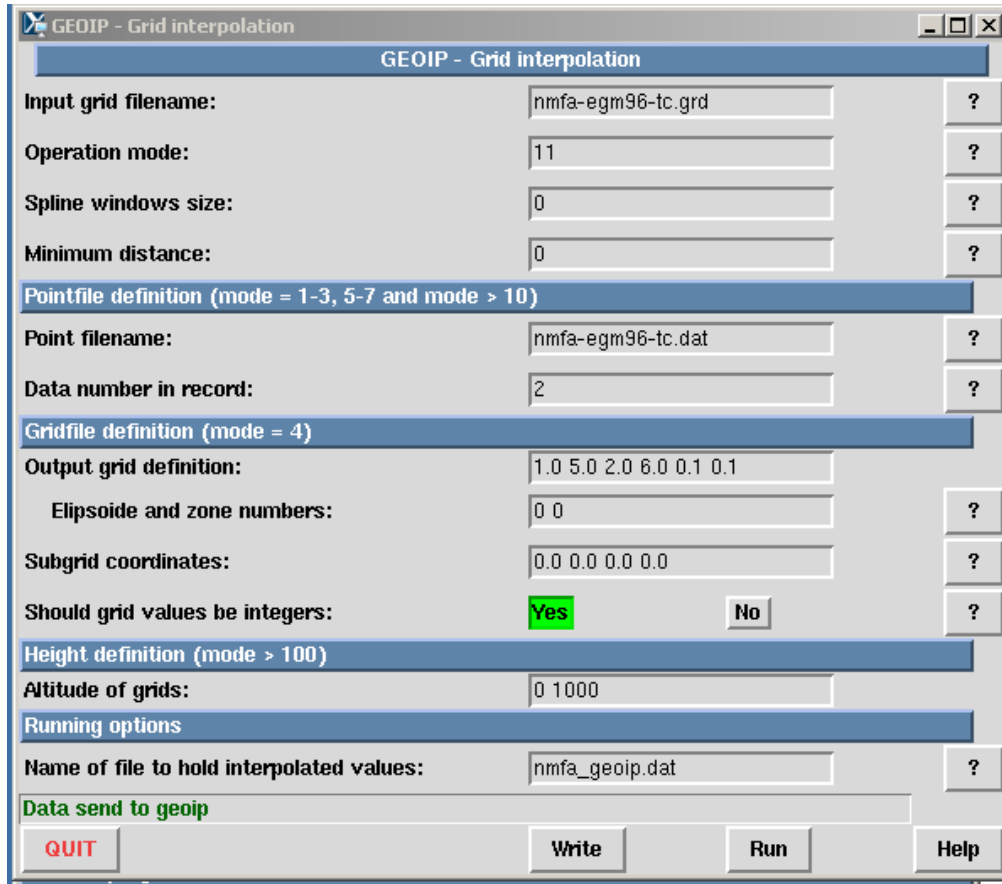 GEOIP - Grid interpolation
GEOIP - Grid interpolation
Input grid filename: nmfa-egm96-tc.grd ?
Operation mode: 11 ?
Spline windows size: 0 ?
Minimum distance: 0 ?
Pointfile definition (mode = 1-3, 5-7 and mode > 10)
Point filename: nmfa-egm96-tc.dat ?
Data number in record: 2 ?
Gridfile definition (mode = 4)
Output grid definition: 1.0 5.0 2.0 6.0 0.1 0.1
Elipsoide and zone numbers: 0 0 ?
Subgrid coordinates: 0.0 0.0 0.0 0.0 ?
Should grid values be integers: Yes No ?
Height definition (mode > 100)
Altitude of grids: 0 1000
Running options
Name of file to hold interpolated values: nmfa_geoip.dat ?
Data send to geoip
QUIT Write Run Help